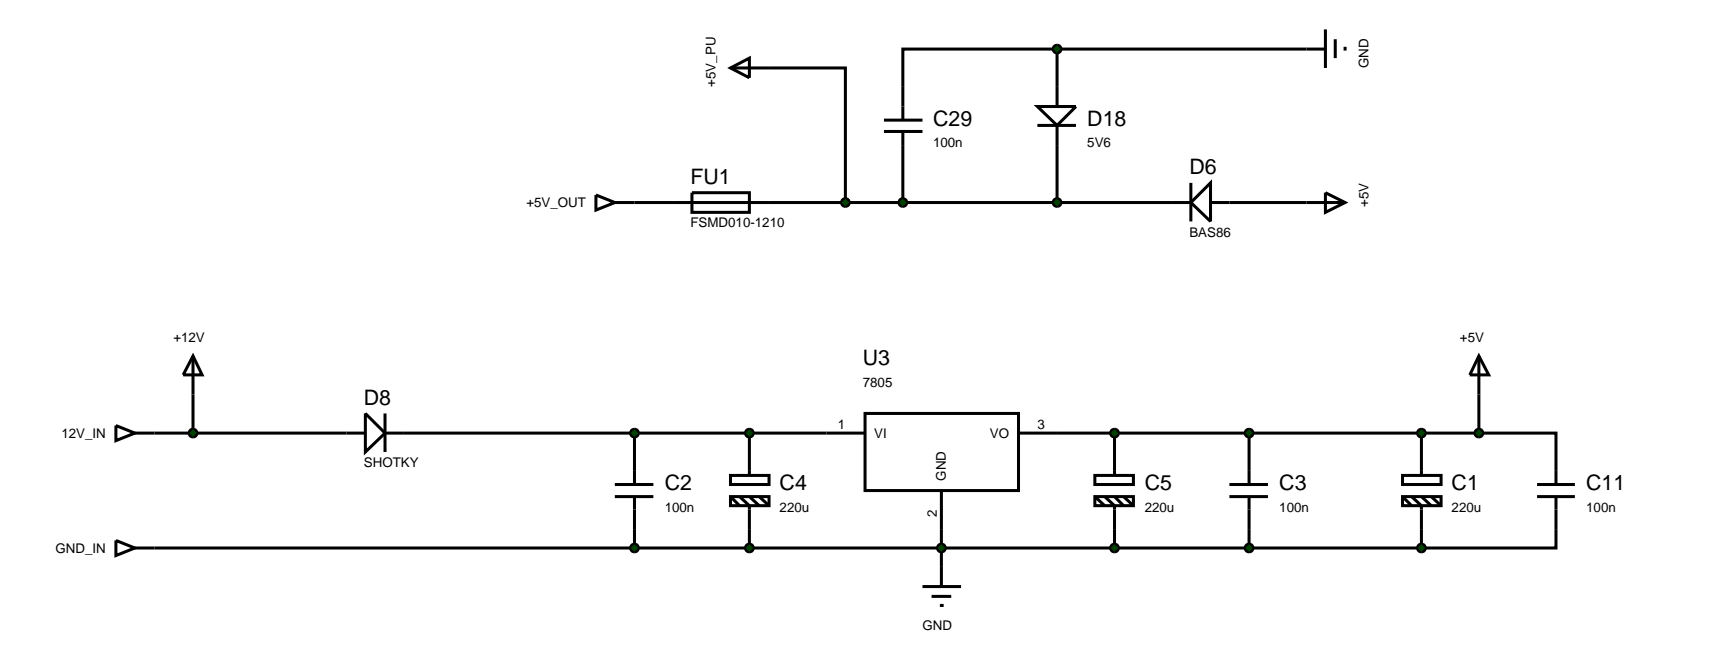 +5V_PU
GND
C29
100n
D18
5V6
D6
BAS86
FU1
FSMD010-1210
+5V_OUT
+5V
+12V
12V_IN
D8
SHOTKY
GND_IN
C2
100n
C4
220u
U3
7805
1
VI
VO
3
GND
2
GND
C5
220u
C3
100n
+5V
C1
220u
C11
100n